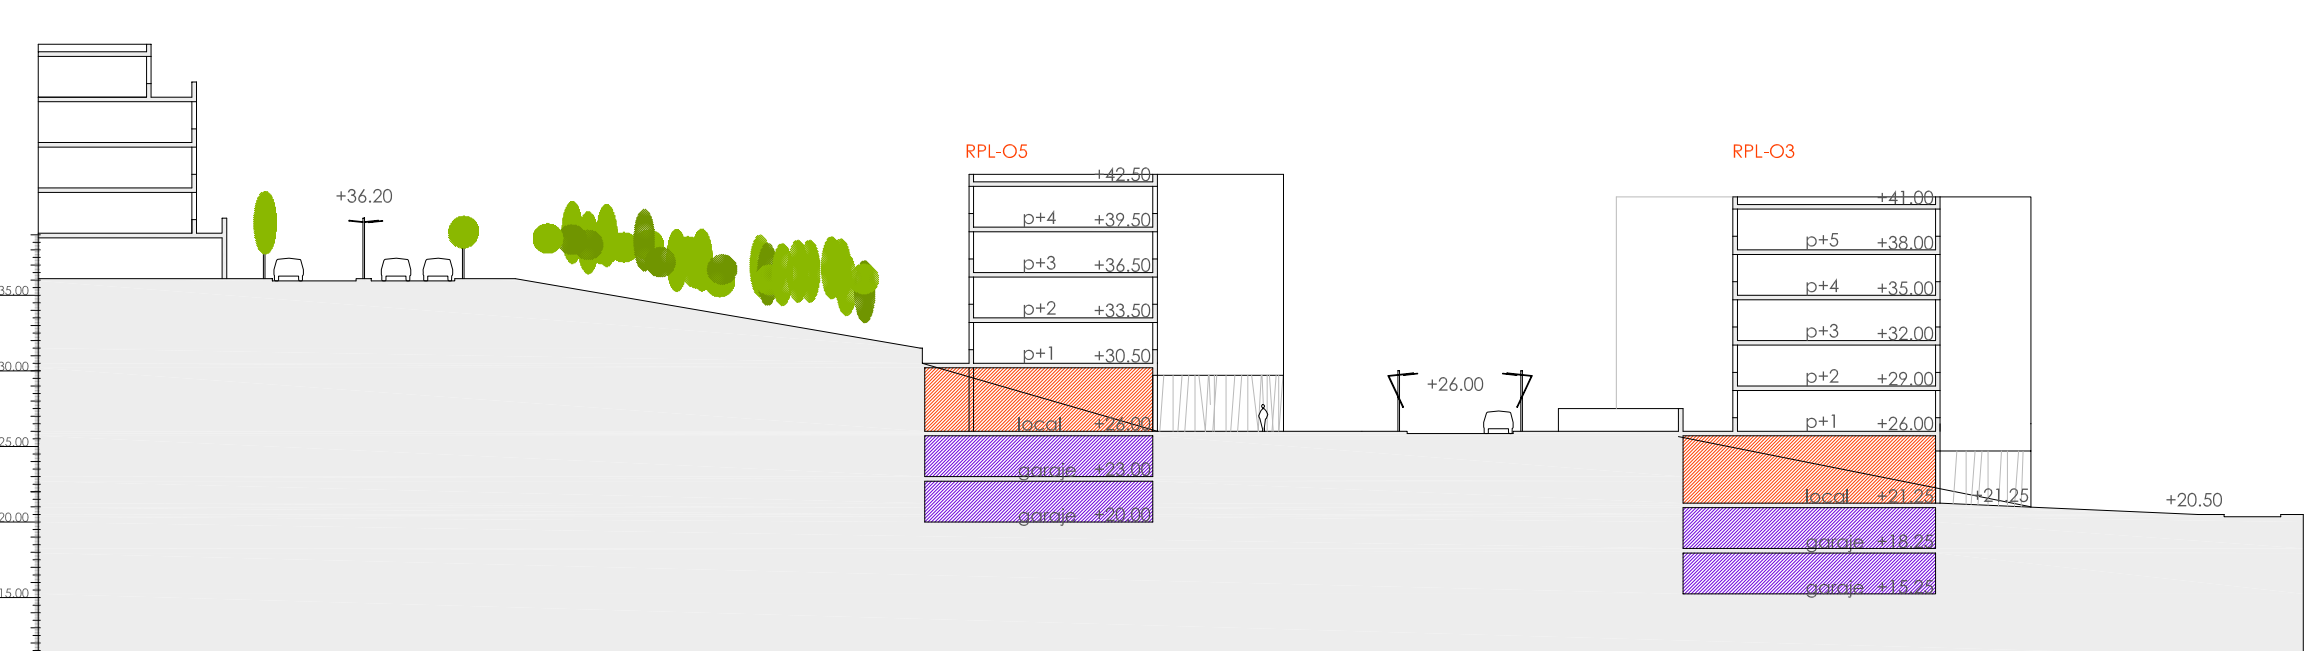 RPL-O5
RPL-O3
+42.50
+36.20
+41.00
p+4 +39.50
p+5 +38.00
p+3 +36.50
p+4 +35.00
35.00
p+2 +33.50
p+3 +32.00
p+1 +30.50
30.00
+26.00
p+2 +29.00
local +26.00
p+1 +26.00
25.00
garaje +23.00
local +21.25
+21.25
+20.50
garaje +20.00
20.00
garaje +18.25
garaje +15.25
15.00